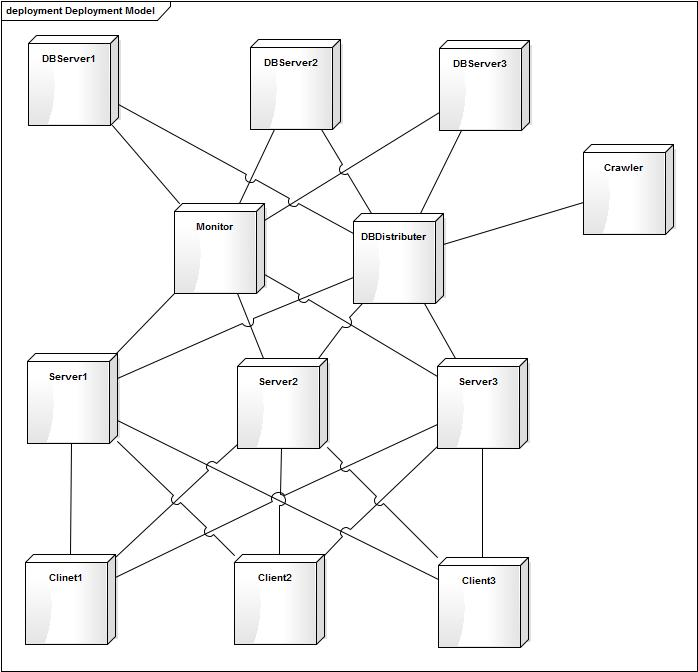 deployment Deployment Model
DBServer1
DBServer2
DBServer3
Crawler
Monitor
DBDistributer
Server1
Server2
Server3
Clinet1
Client2
Client3